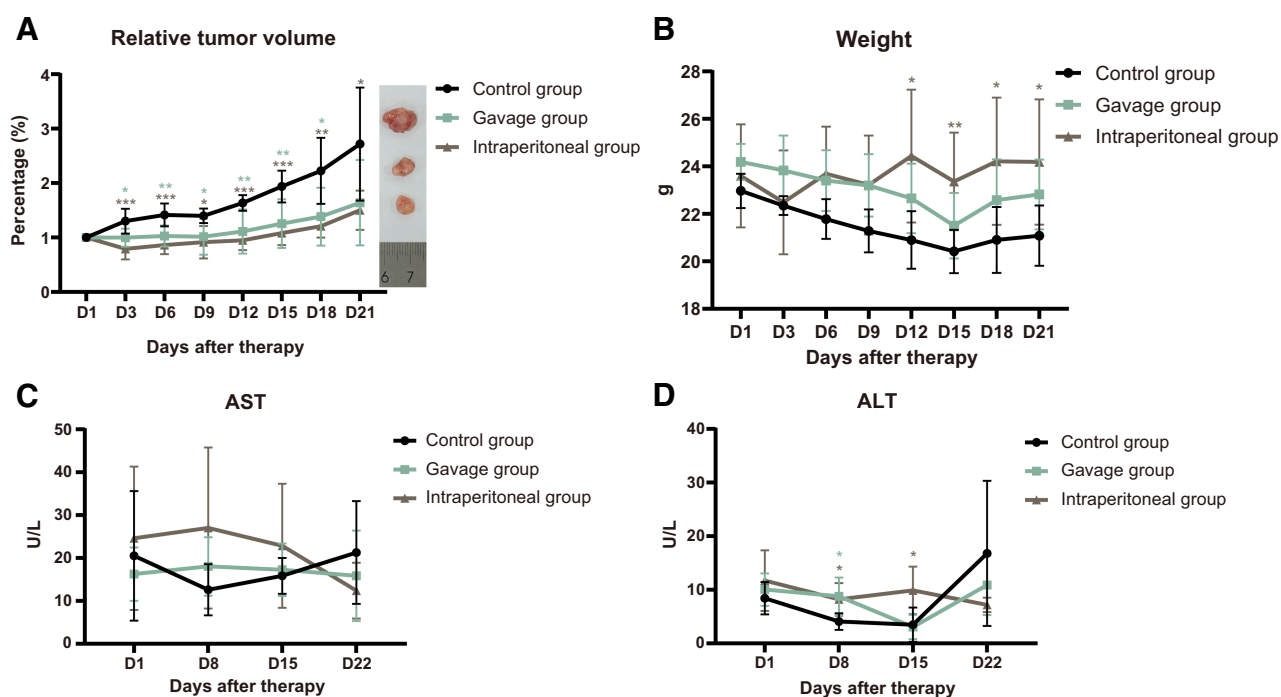 A
Relative tumor volume
Percentage (%)
4
3
2
1
0
* *** ** *** * * ** *** ** *** * ** *
D1 D3 D6 D9 D12 D15 D18 D21
Days after therapy
6 7
Control group
Gavage group
Intraperitoneal group
B
Weight
g
28
26
24
22
20
18
* ** * *
D1 D3 D6 D9 D12 D15 D18 D21
Days after therapy
Control group
Gavage group
Intraperitoneal group
C
AST
U/L
50
40
30
20
10
0
D1 D8 D15 D22
Days after therapy
Control group
Gavage group
Intraperitoneal group
D
ALT
U/L
40
30
20
10
0
* * *
D1 D8 D15 D22
Days after therapy
Control group
Gavage group
Intraperitoneal group